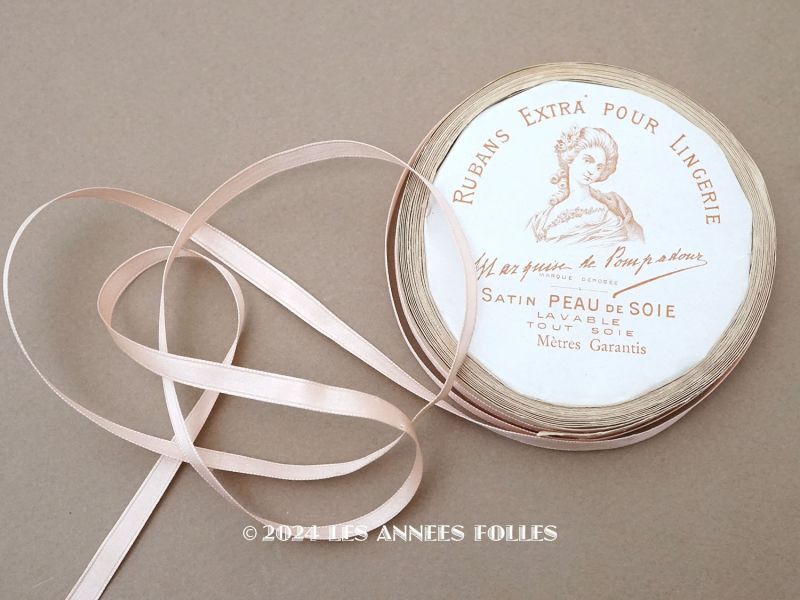 RUBANS EXTRA POUR LINGERIE
Marquise de Pompadour
MARQUE DÉPOSÉE
SATIN PEAU DE SOIE
LAVABLE
TOUT SOIE
Mètres Garantis
© 2024 LES ANNEES FOLLES